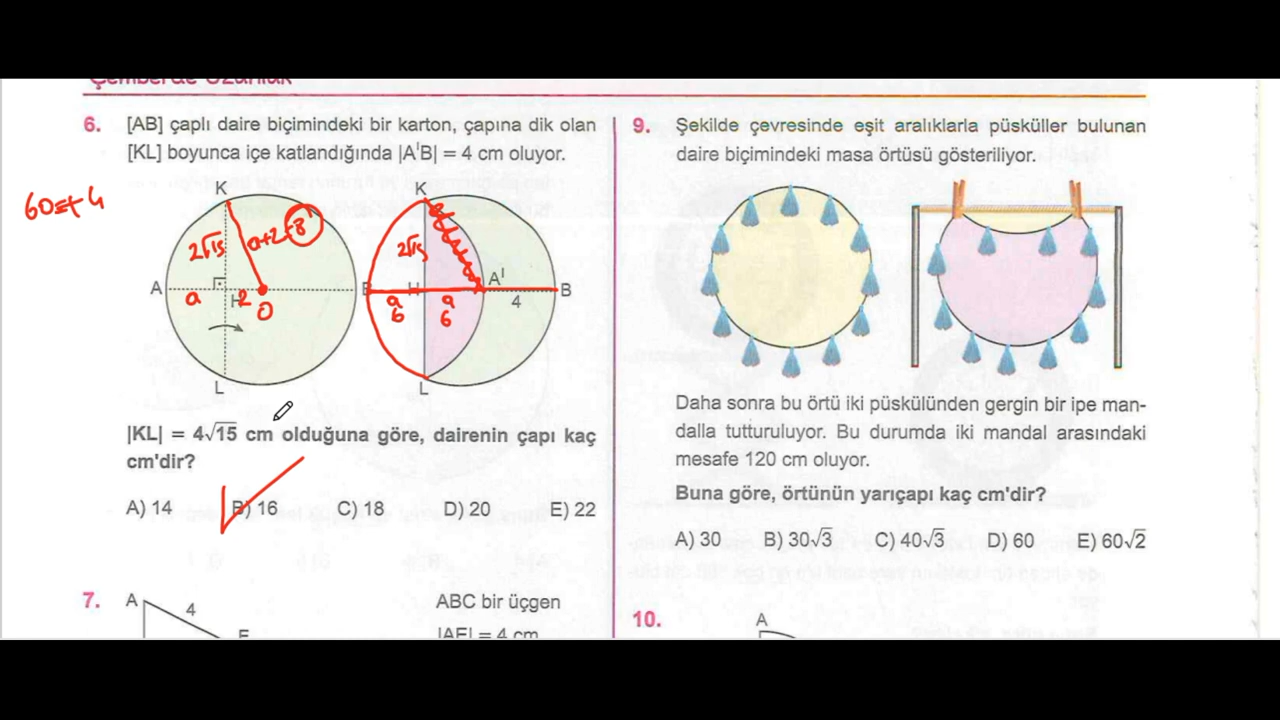 Çemberde Uzunluk
6. [AB] çaplı daire biçimindeki bir karton, çapına dik olan
[KL] boyunca içe katlandığında |A'B| = 4 cm oluyor.
60=+4
K
2√15
a+2=8
A
a
H
2
O
B
L
K
2√15
H
A'
a
a
6
6
4
B
L
|KL| = 4√15 cm olduğuna göre, dairenin çapı kaç
cm'dir?
A) 14 B) 16 C) 18 D) 20 E) 22
7. A
4
E
ABC bir üçgen
|AE| = 4 cm
9. Şekilde çevresinde eşit aralıklarla püsküller bulunan
daire biçimindeki masa örtüsü gösteriliyor.
Daha sonra bu örtü iki püskülünden gergin bir ipe man-
dalla tutturuluyor. Bu durumda iki mandal arasındaki
mesafe 120 cm oluyor.
Buna göre, örtünün yarıçapı kaç cm'dir?
A) 30 B) 30√3 C) 40√3 D) 60 E) 60√2
10.
A